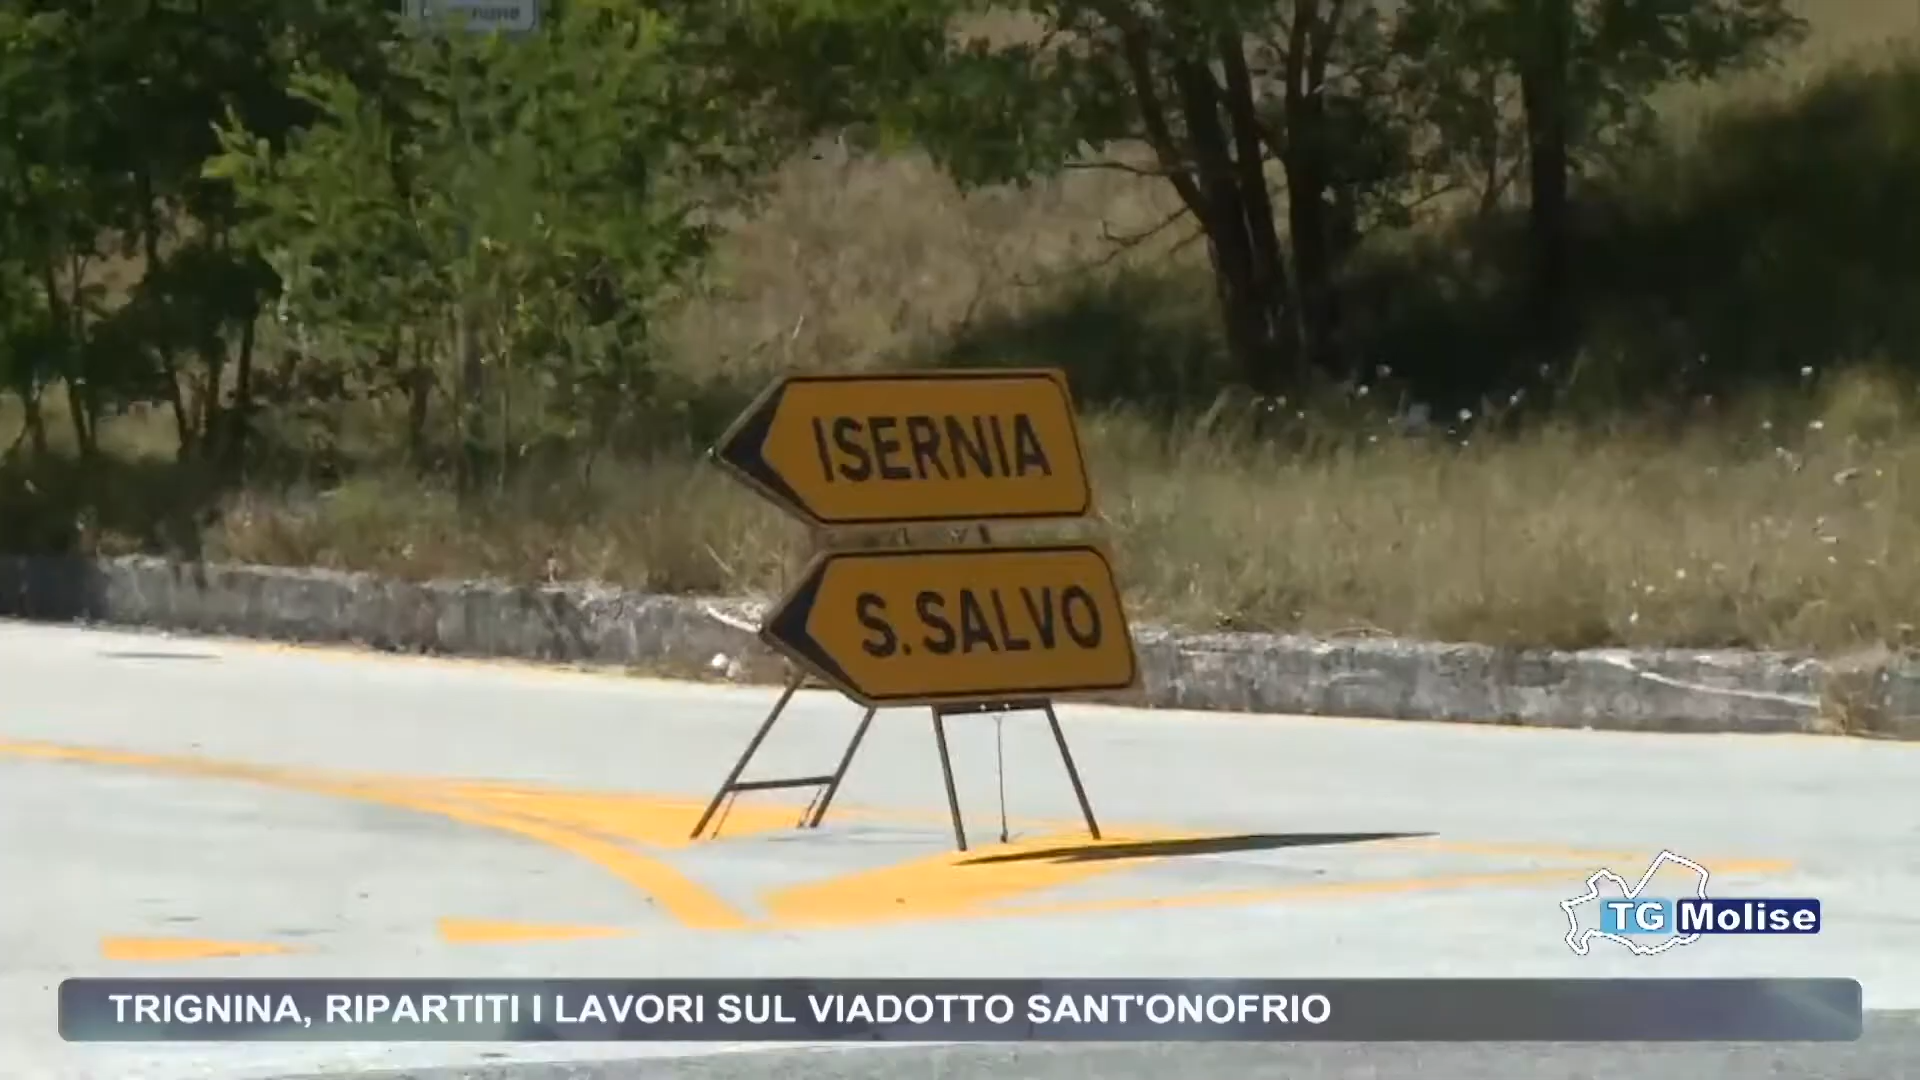 ISERNIA
S. SALVO
TG Molise
TRIGNINA, RIPARTITI I LAVORI SUL VIADOTTO SANT'ONOFRIO